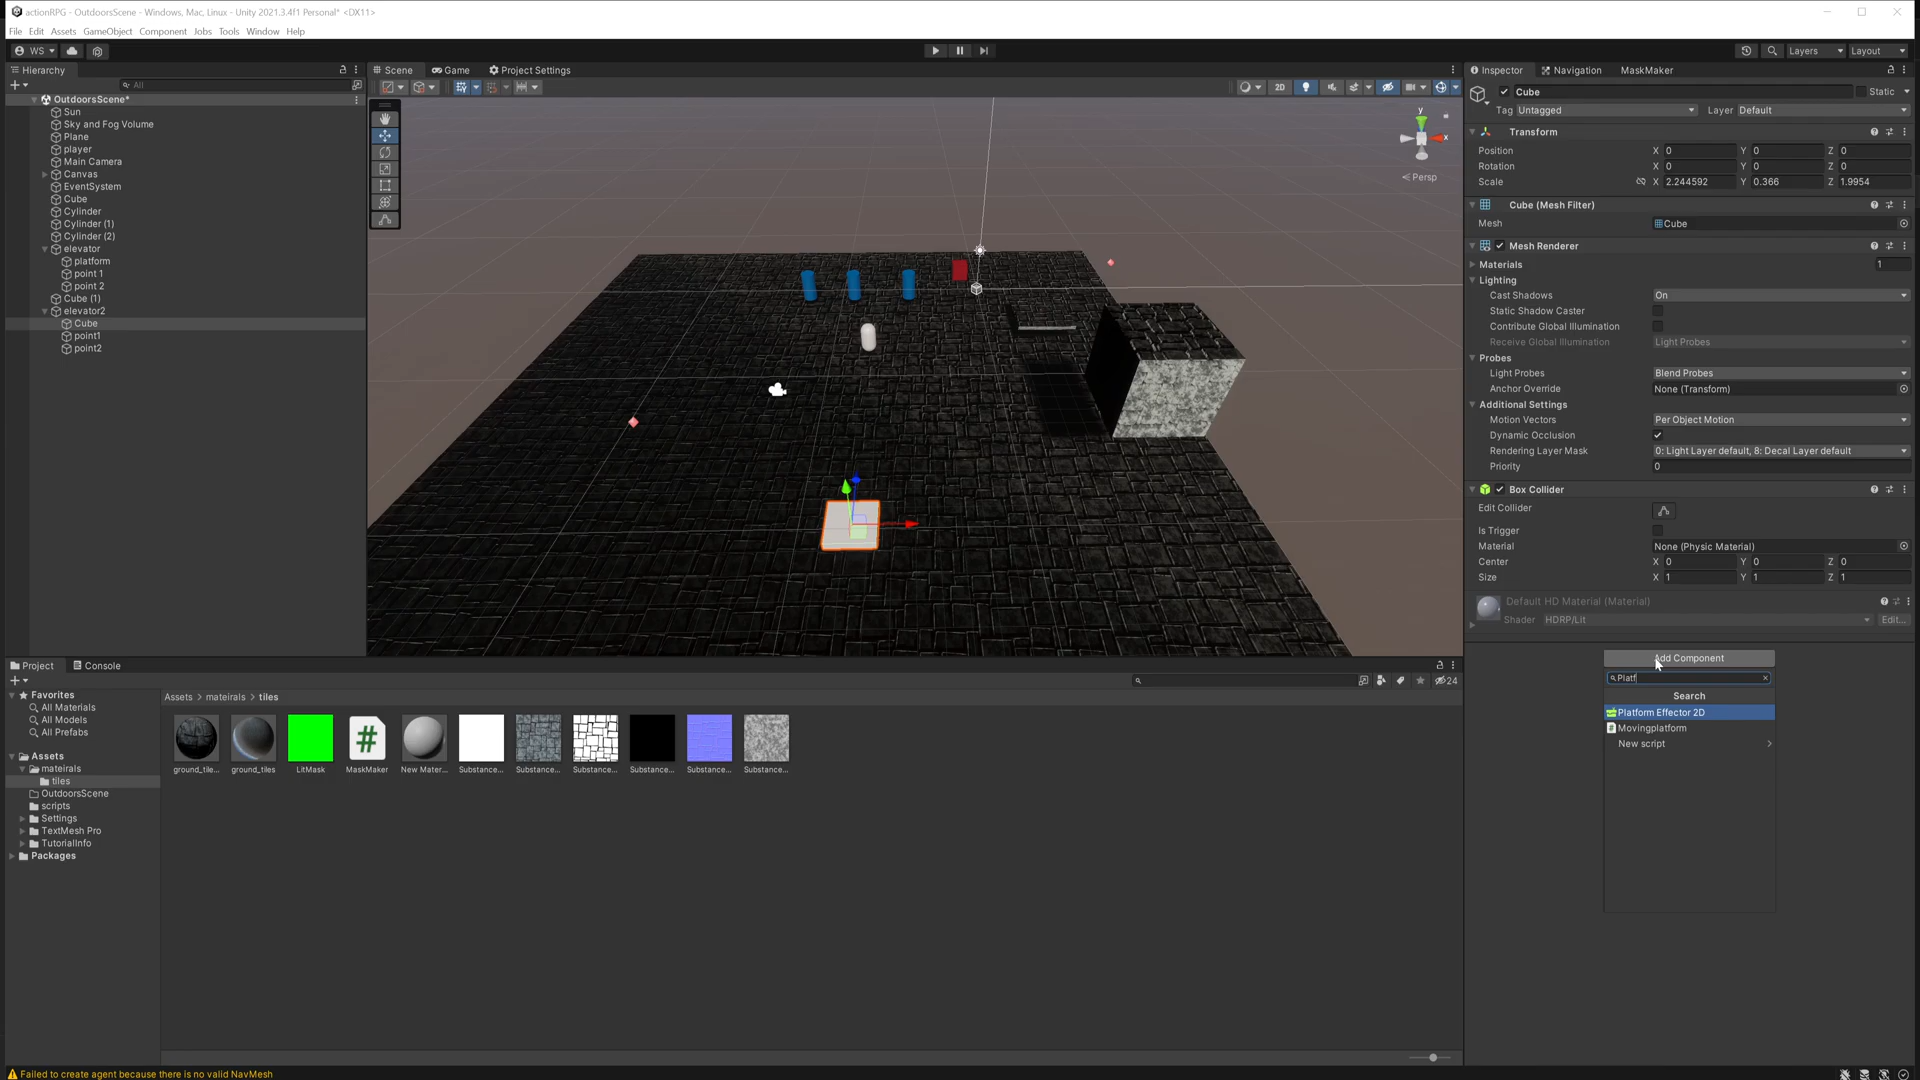 actionRPG - OutdoorsScene - Windows, Mac, Linux - Unity 2021.3.4f1 Personal* <DX11>
File Edit Assets GameObject Component Jobs Tools Window Help
WS Layers Layout
Hierarchy
All
OutdoorsScene*
Sun
Sky and Fog Volume
Plane
player
Main Camera
Canvas
EventSystem
Cube
Cylinder
Cylinder (1)
Cylinder (2)
elevator
platform
point 1
point 2
Cube (1)
elevator2
Cube
point1
point2
Scene Game Project Settings
2D
y
x
Persp
Inspector Navigation MaskMaker
Cube Static
Tag Untagged Layer Default
Transform
Position X 0 Y 0 Z 0
Rotation X 0 Y 0 Z 0
Scale X 2.244592 Y 0.366 Z 1.9954
Cube (Mesh Filter)
Mesh Cube
Mesh Renderer
Materials 1
Lighting
Cast Shadows On
Static Shadow Caster
Contribute Global Illumination
Receive Global Illumination Light Probes
Probes
Light Probes Blend Probes
Anchor Override None (Transform)
Additional Settings
Motion Vectors Per Object Motion
Dynamic Occlusion
Rendering Layer Mask 0: Light Layer default, 8: Decal Layer default
Priority 0
Box Collider
Edit Collider
Is Trigger
Material None (Physic Material)
Center X 0 Y 0 Z 0
Size X 1 Y 1 Z 1
Default HD Material (Material)
Shader HDRP/Lit Edit...
Add Component
Platf
Search
Platform Effector 2D
Movingplatform
New script
Project Console
24
Favorites
All Materials
All Models
All Prefabs
Assets
mateirals
tiles
OutdoorsScene
scripts
Settings
TextMesh Pro
TutorialInfo
Packages
Assets > mateirals > tiles
ground_tile... ground_tiles LitMask MaskMaker New Mater... Substance... Substance... Substance... Substance... Substance... Substance...
Failed to create agent because there is no valid NavMesh